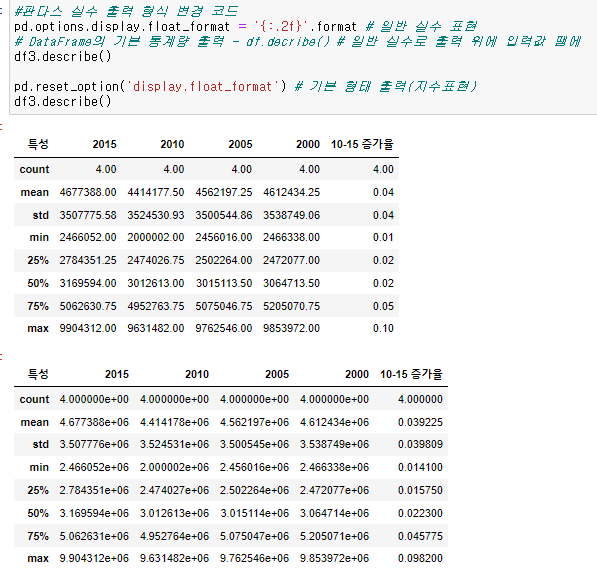 #판다스 실수 출력 형식 변경 코드
pd.options.display.float_format = '{:.2f}'.format # 일반 실수 표현
# DataFrame의 기본 통계량 출력 - df.decribe() # 일반 실수로 출력 위에 입력값 땜에
df3.describe()
pd.reset_option('display.float_format') # 기본 형태 출력(지수표현)
df3.describe()
특성 2015 2010 2005 2000 10-15 증가율
count 4.00 4.00 4.00 4.00 4.00
mean 4677388.00 4414177.50 4562197.25 4612434.25 0.04
std 3507775.58 3524530.93 3500544.86 3538749.06 0.04
min 2466052.00 2000002.00 2456016.00 2466338.00 0.01
25% 2784351.25 2474026.75 2502264.00 2472077.00 0.02
50% 3169594.00 3012613.00 3015113.50 3064713.50 0.02
75% 5062630.75 4952763.75 5075046.75 5205070.75 0.05
max 9904312.00 9631482.00 9762546.00 9853972.00 0.10
특성 2015 2010 2005 2000 10-15 증가율
count 4.000000e+00 4.000000e+00 4.000000e+00 4.000000e+00 4.000000
mean 4.677388e+06 4.414178e+06 4.562197e+06 4.612434e+06 0.039225
std 3.507776e+06 3.524531e+06 3.500545e+06 3.538749e+06 0.039809
min 2.466052e+06 2.000002e+06 2.456016e+06 2.466338e+06 0.014100
25% 2.784351e+06 2.474027e+06 2.502264e+06 2.472077e+06 0.015750
50% 3.169594e+06 3.012613e+06 3.015114e+06 3.064714e+06 0.022300
75% 5.062631e+06 4.952764e+06 5.075047e+06 5.205071e+06 0.045775
max 9.904312e+06 9.631482e+06 9.762546e+06 9.853972e+06 0.098200